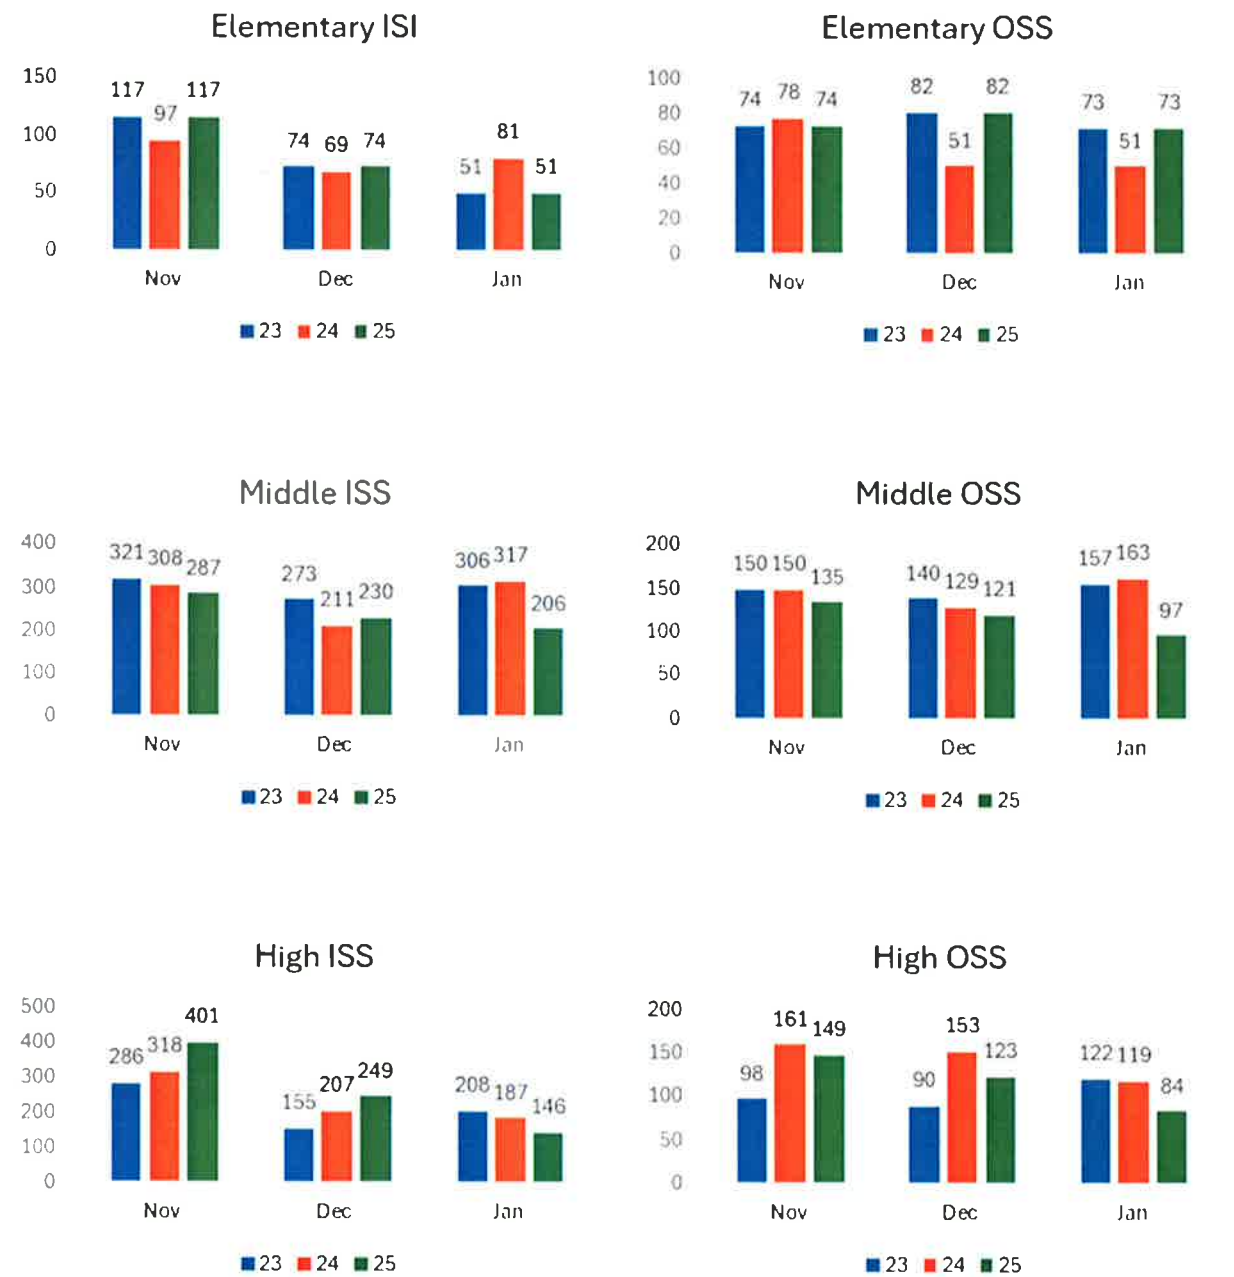 Elementary ISI
150
100
50
0
117 97 117
74 69 74
51 81 51
Nov Dec Jan
23 24 25
Elementary OSS
100
80
60
40
20
0
74 78 74
82 51 82
73 51 73
Nov Dec Jan
23 24 25
Middle ISS
400
300
200
100
0
321 308 287
273 211 230
306 317 206
Nov Dec Jan
23 24 25
Middle OSS
200
150
100
50
0
150 150 135
140 129 121
157 163 97
Nov Dec Jan
23 24 25
High ISS
500
400
300
200
100
0
286 318 401
155 207 249
208 187 146
Nov Dec Jan
23 24 25
High OSS
200
150
100
50
0
98 161 149
90 153 123
122 119 84
Nov Dec Jan
23 24 25